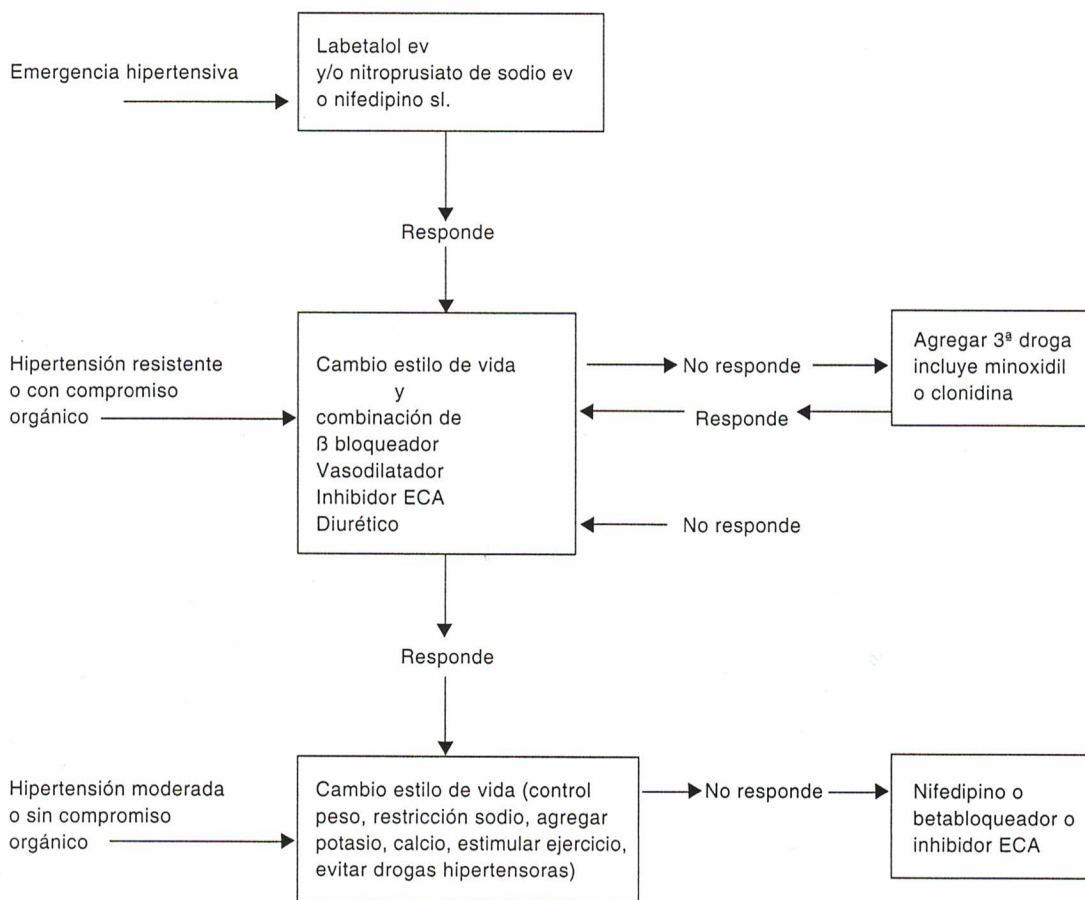 Labetalol ev
y/o nitroprusiato de sodio ev
o nifedipino sl.
Emergencia hipertensiva
Responde
Hipertensión resistente
o con compromiso
orgánico
Cambio estilo de vida
y
combinación de
ß bloqueador
Vasodilatador
Inhibidor ECA
Diurético
No responde
Responde
Agregar 3ª droga
incluye minoxidil
o clonidina
No responde
Responde
Hipertensión moderada
o sin compromiso
orgánico
Cambio estilo de vida (control
peso, restricción sodio, agregar
potasio, calcio, estimular ejercicio,
evitar drogas hipertensoras)
No responde
Nifedipino o
betabloqueador o
inhibidor ECA